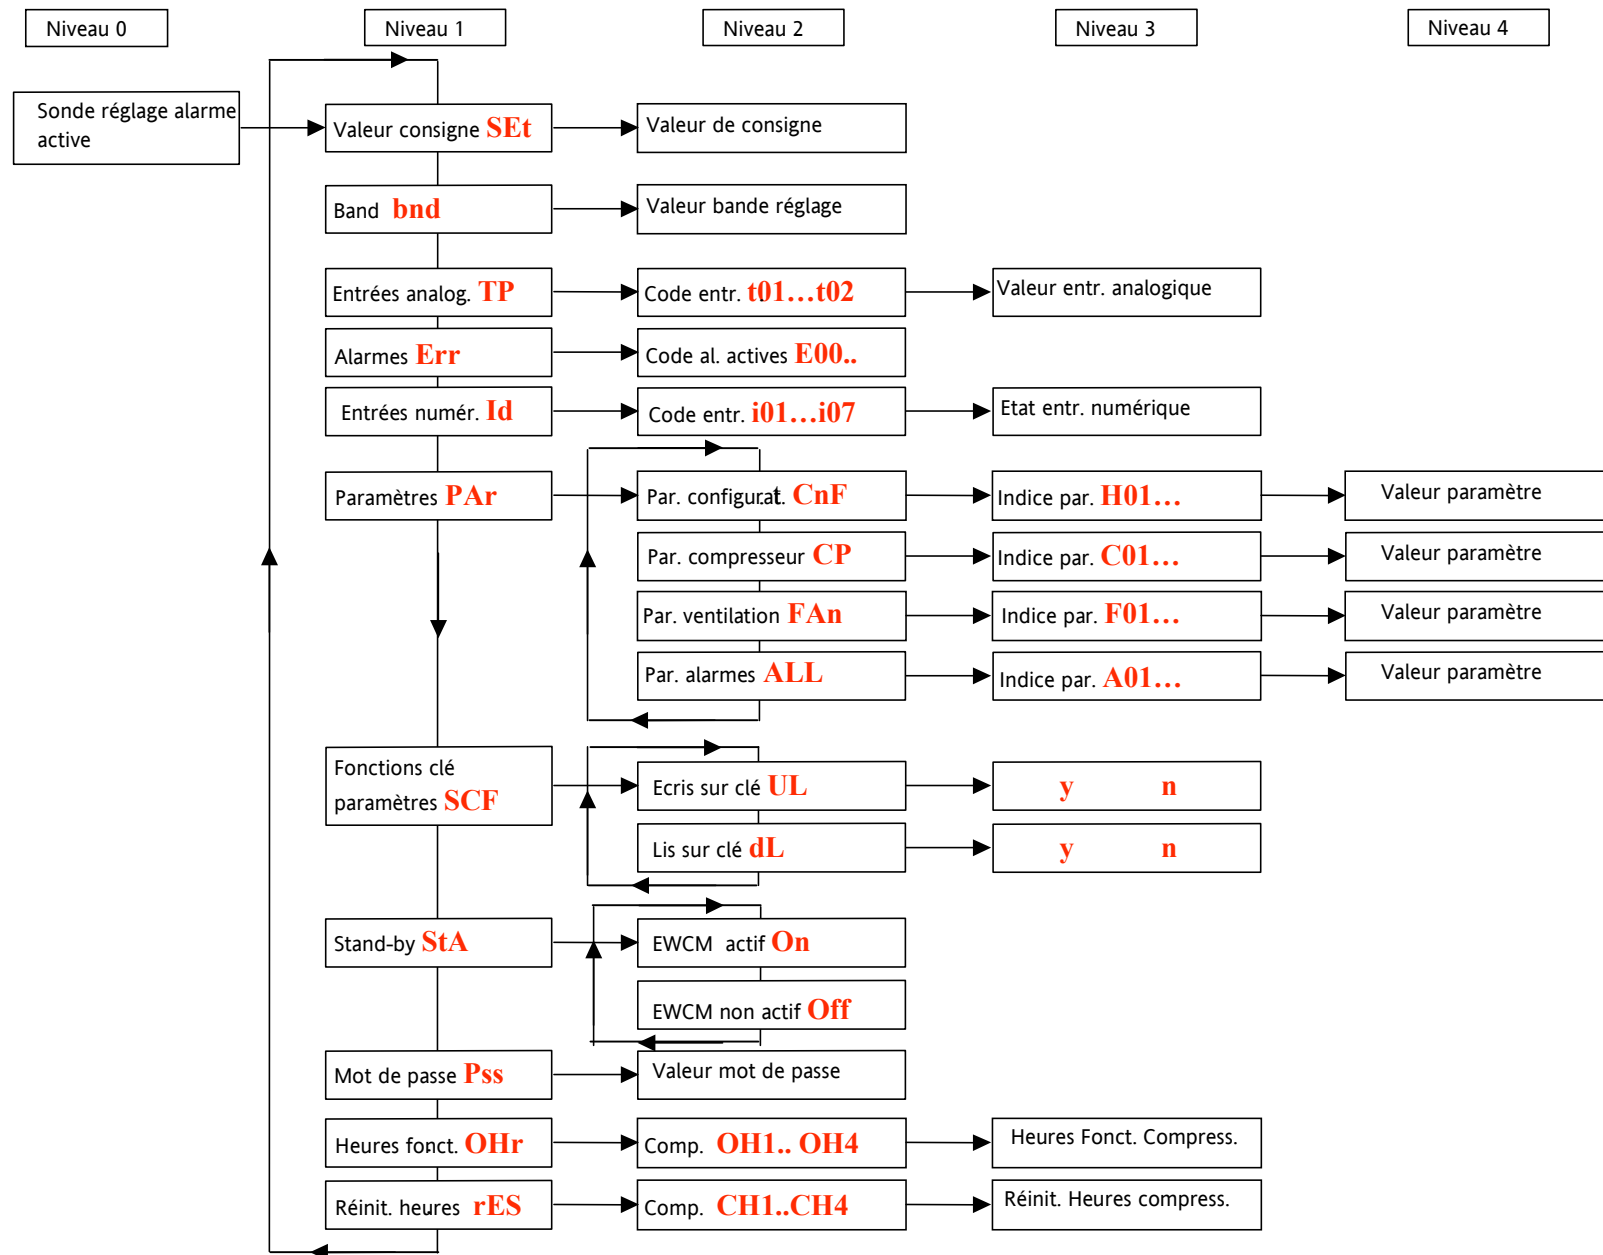 Niveau 0
Niveau 1
Niveau 2
Niveau 3
Niveau 4
Sonde réglage alarme
active
Valeur consigne SEt
Valeur de consigne
Band bnd
Valeur bande réglage
Entrées analog. TP
Code entr. t01...t02
Valeur entr. analogique
Alarmes Err
Code al. actives E00..
Entrées numér. Id
Code entr. i01...i07
Etat entr. numérique
Paramètres PAr
Par. configurat. CnF
Indice par. H01...
Valeur paramètre
Par. compresseur CP
Indice par. C01...
Valeur paramètre
Par. ventilation FAn
Indice par. F01...
Valeur paramètre
Par. alarmes ALL
Indice par. A01...
Valeur paramètre
Fonctions clé
paramètres SCF
Ecris sur clé UL
y n
Lis sur clé dL
y n
Stand-by StA
EWCM actif On
EWCM non actif Off
Mot de passe Pss
Valeur mot de passe
Heures fonct. OHr
Comp. OH1.. OH4
Heures Fonct. Compress.
Réinit. heures rES
Comp. CH1..CH4
Réinit. Heures compress.